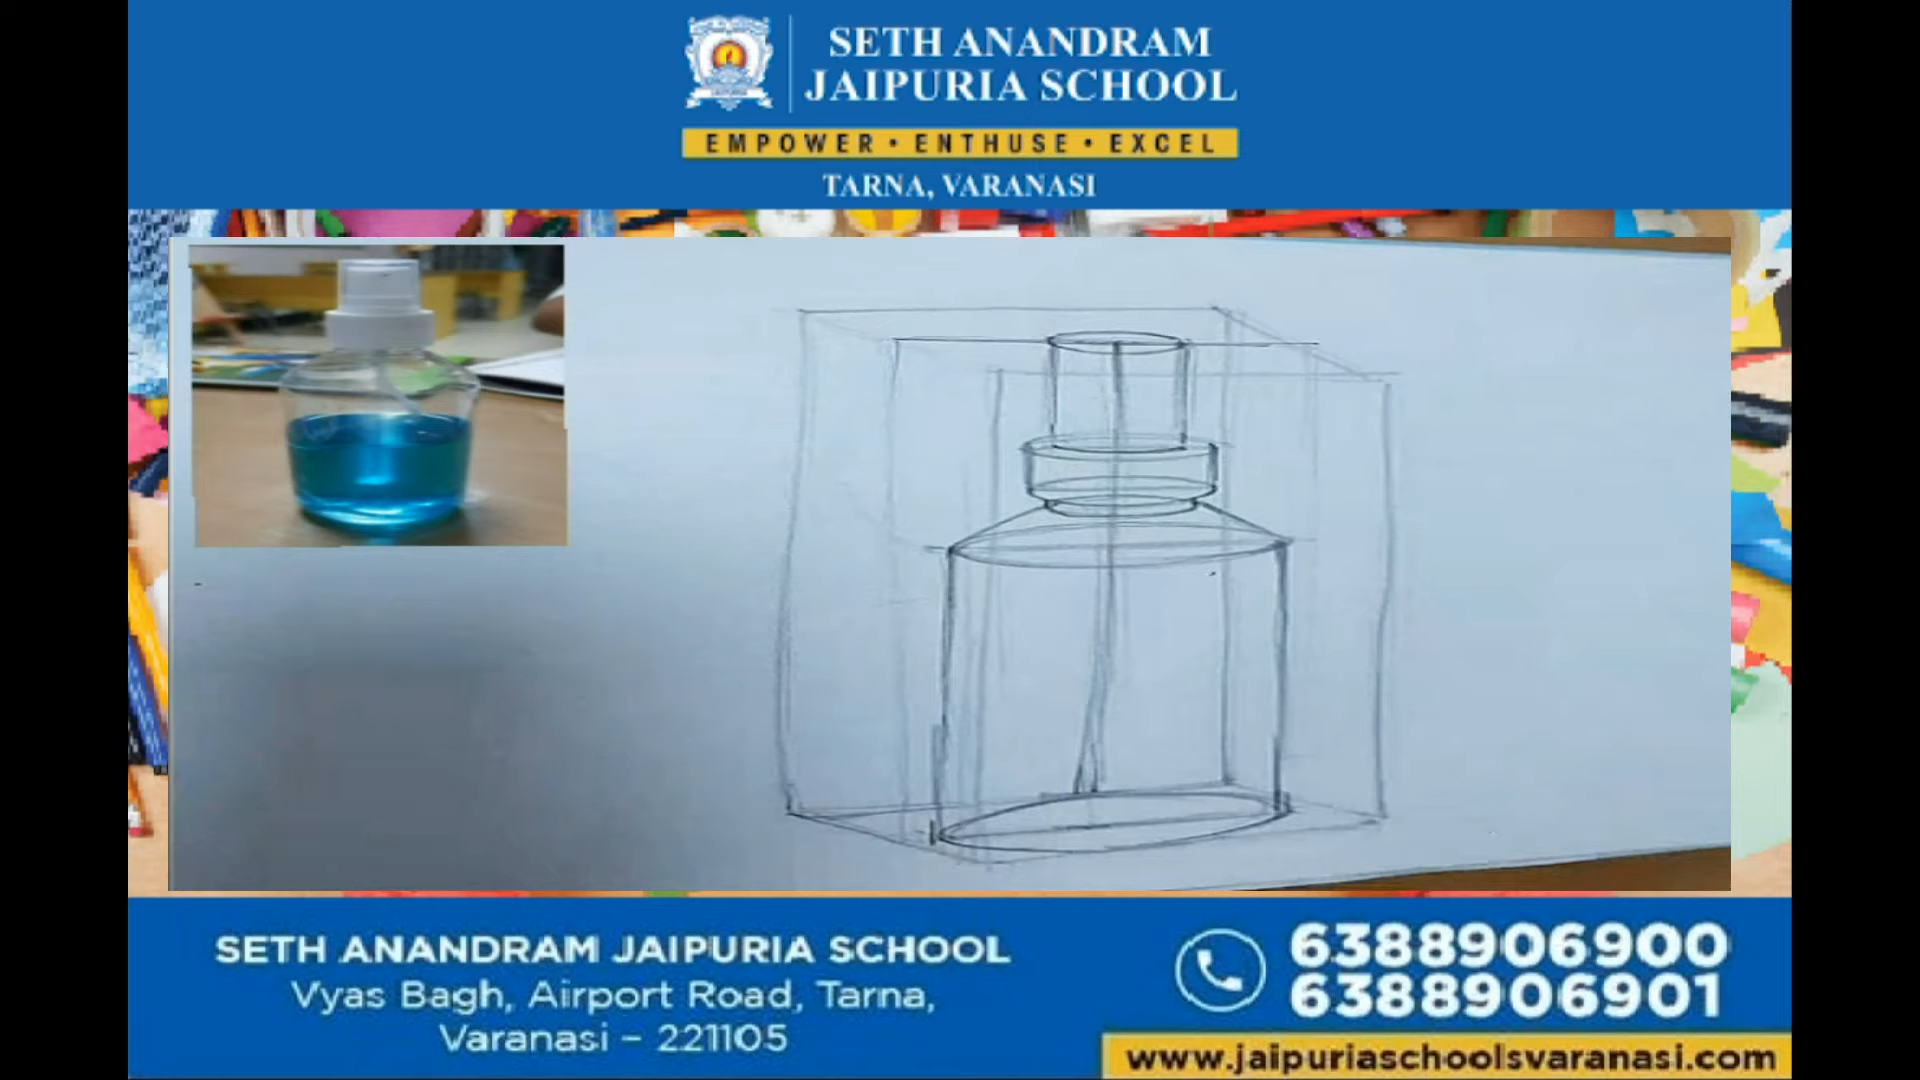 SETH ANANDRAM
JAIPURIA SCHOOL
EMPOWER • ENTHUSE • EXCEL
TARNA, VARANASI
SETH ANANDRAM JAIPURIA SCHOOL
Vyas Bagh, Airport Road, Tarna,
Varanasi – 221105
6388906900
6388906901
www.jaipuriaschoolsvaranasi.com